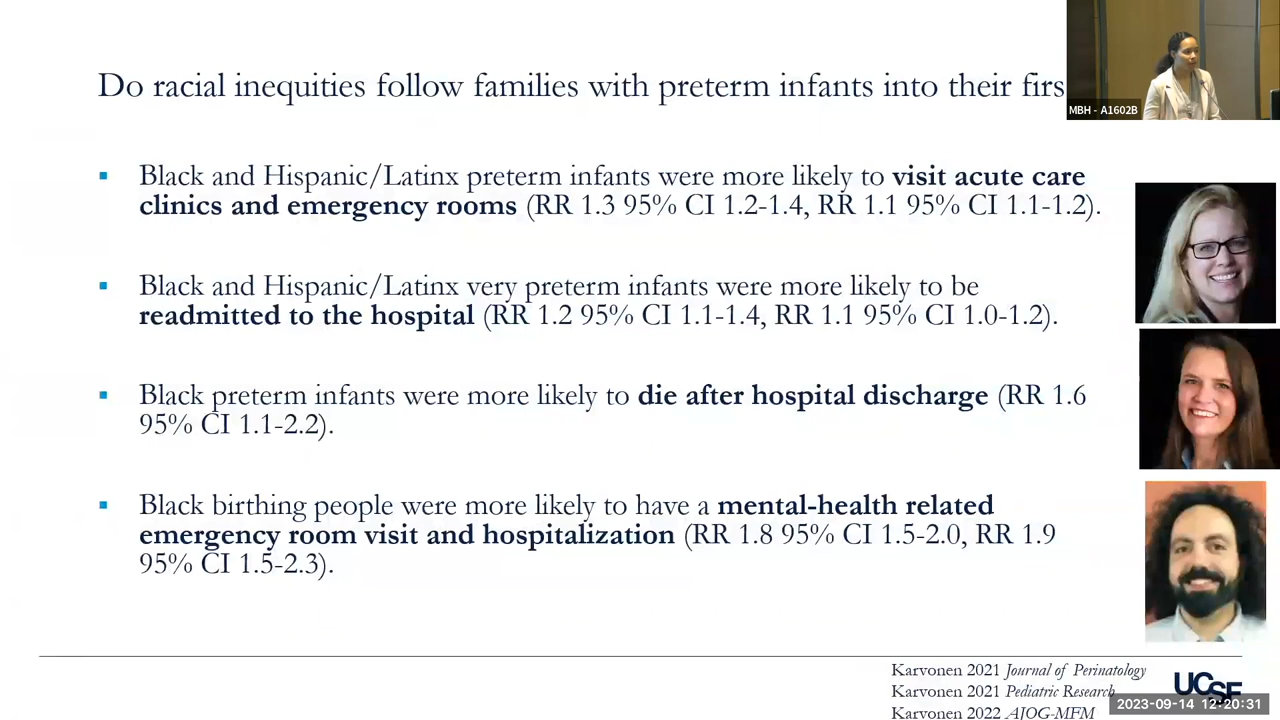 Do racial inequities follow families with preterm infants into their firs
MBH - A1602B
▪ Black and Hispanic/Latinx preterm infants were more likely to visit acute care
clinics and emergency rooms (RR 1.3 95% CI 1.2-1.4, RR 1.1 95% CI 1.1-1.2).
▪ Black and Hispanic/Latinx very preterm infants were more likely to be
readmitted to the hospital (RR 1.2 95% CI 1.1-1.4, RR 1.1 95% CI 1.0-1.2).
▪ Black preterm infants were more likely to die after hospital discharge (RR 1.6
95% CI 1.1-2.2).
▪ Black birthing people were more likely to have a mental-health related
emergency room visit and hospitalization (RR 1.8 95% CI 1.5-2.0, RR 1.9
95% CI 1.5-2.3).
Karvonen 2021 Journal of Perinatology
Karvonen 2021 Pediatric Research
Karvonen 2022 AJOG-MFM
UCSF
2023-09-14 12:20:31